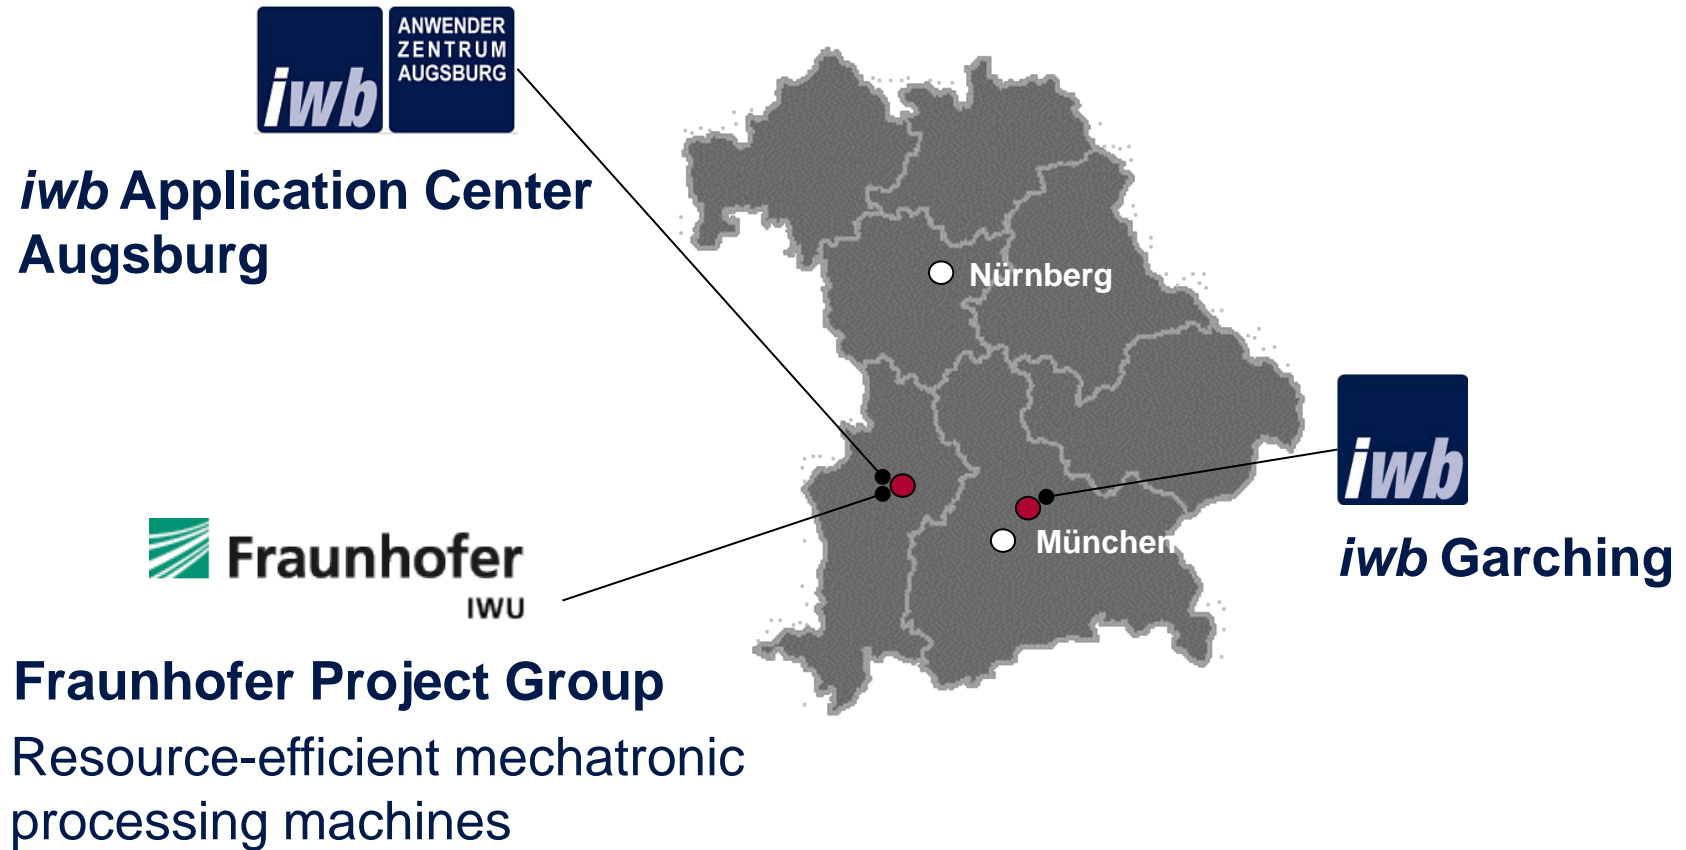 iwb
ANWENDER
ZENTRUM
AUGSBURG
iwb Application Center
Augsburg
Nürnberg
München
iwb
iwb Garching
Fraunhofer
IWU
Fraunhofer Project Group
Resource-efficient mechatronic
processing machines